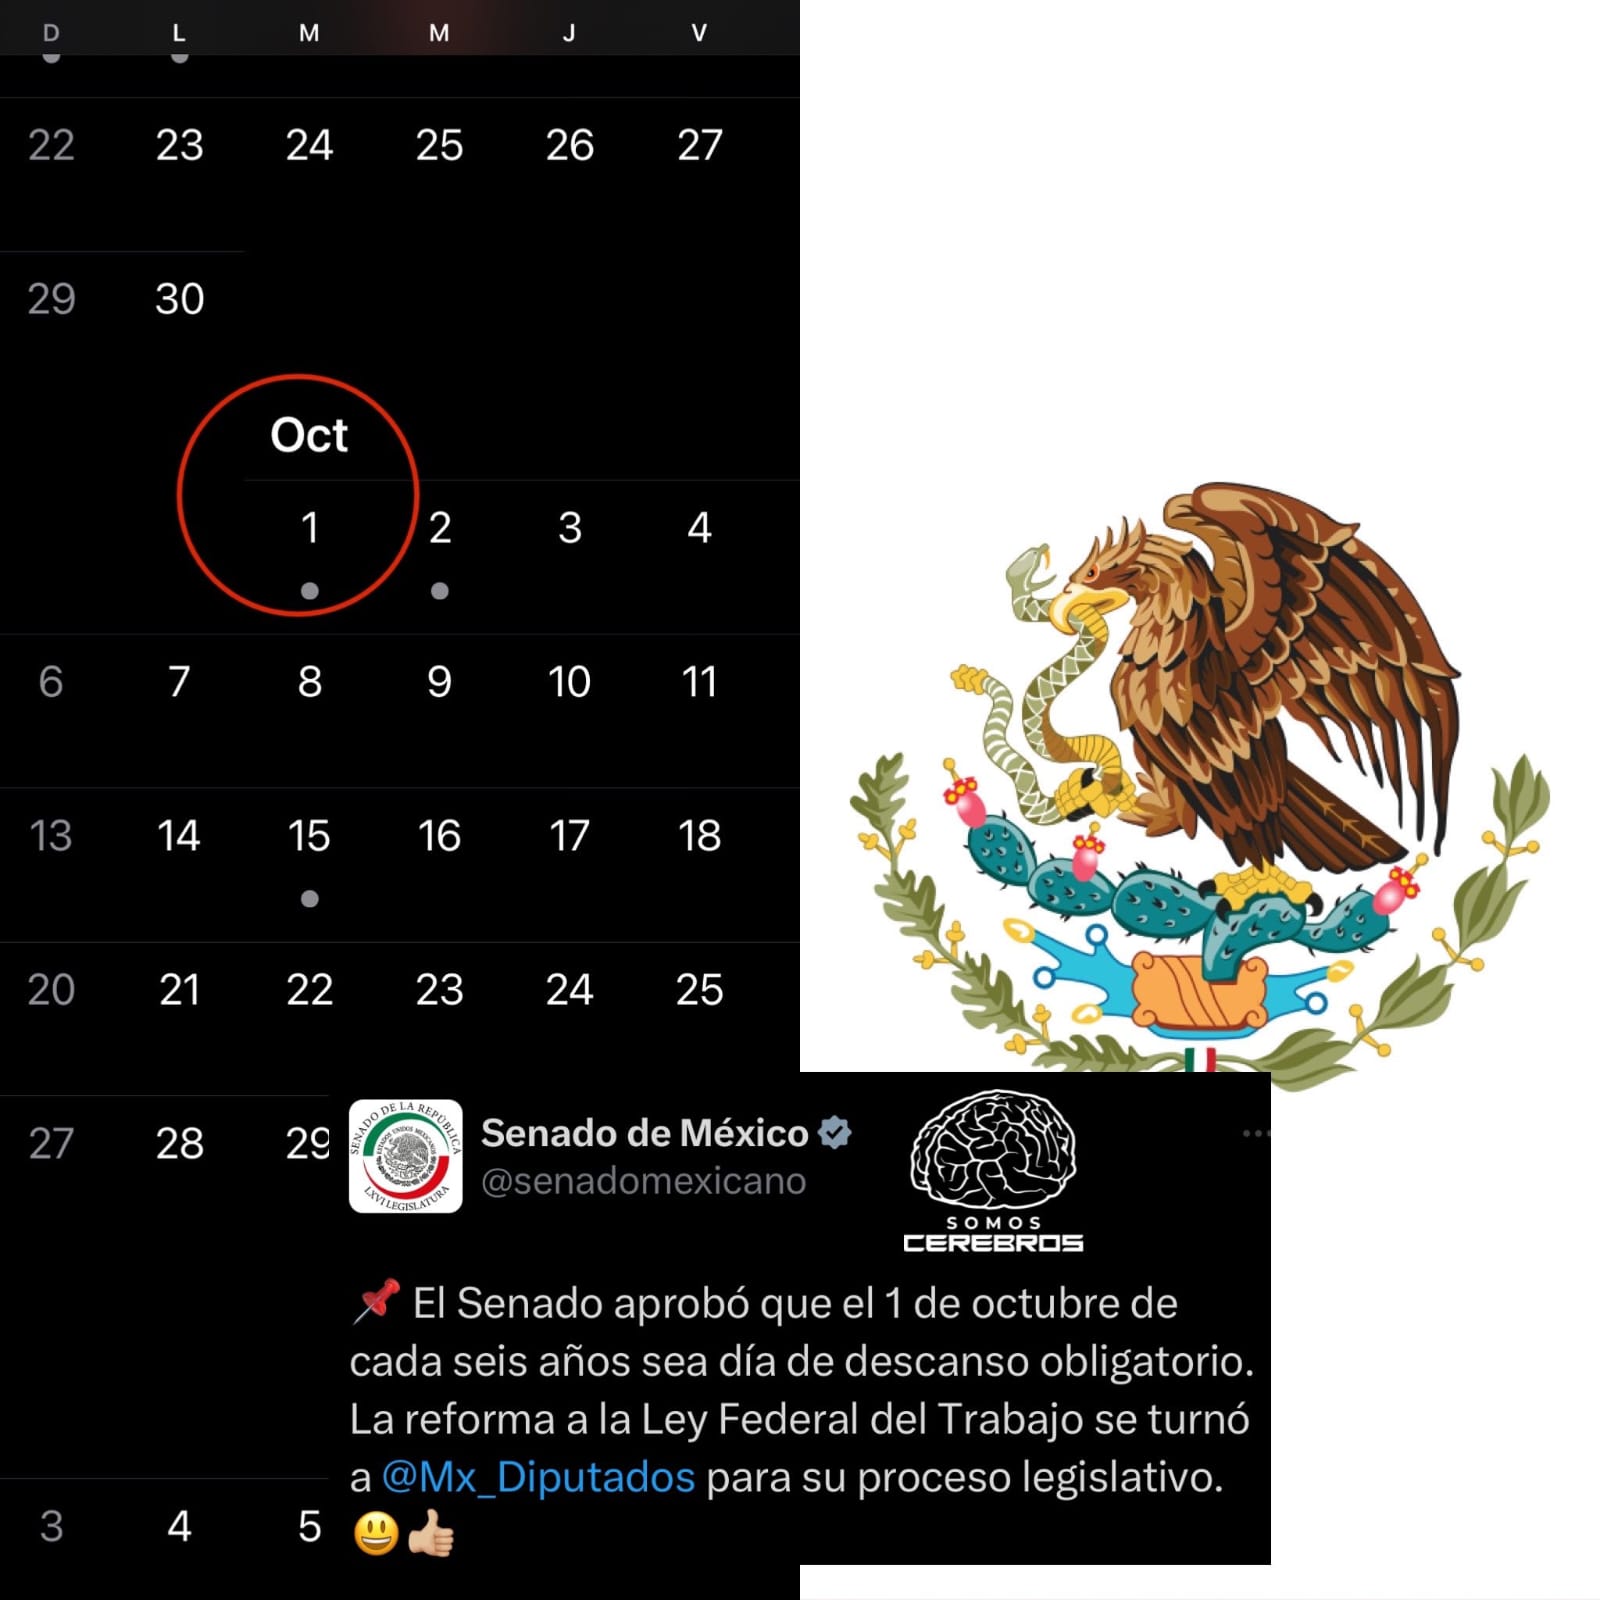 D L M M J V
22 23 24 25 26 27
29 30
Oct
1 2 3 4
6 7 8 9 10 11
13 14 15 16 17 18
20 21 22 23 24 25
27 28 29
3 4 5
SENADO DE LA REPÚBLICA
ESTADOS UNIDOS MEXICANOS
LXVI LEGISLATURA
Senado de México
@senadomexicano
SOMOS
CEREBROS
📌 El Senado aprobó que el 1 de octubre de
cada seis años sea día de descanso obligatorio.
La reforma a la Ley Federal del Trabajo se turnó
a @Mx_Diputados para su proceso legislativo.
😃👍🏼